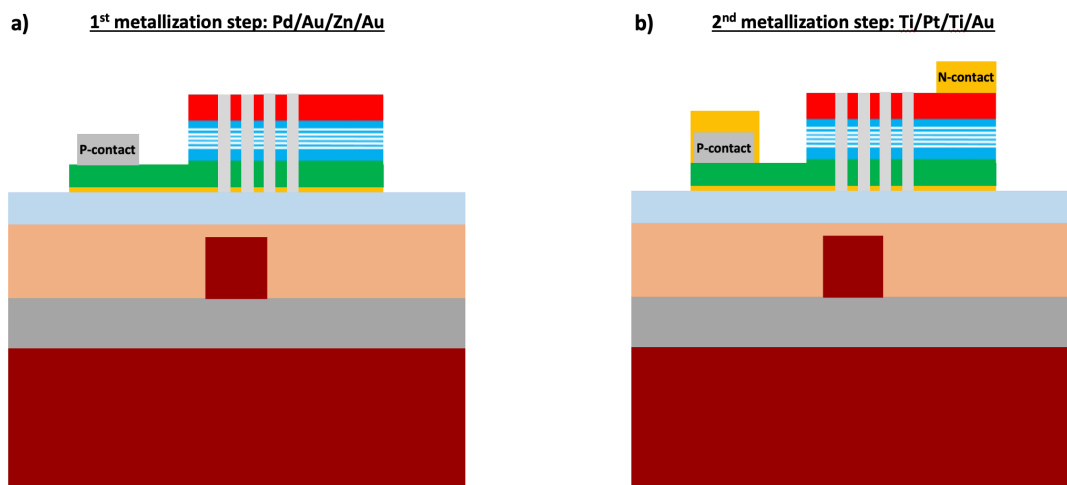 a) 1st metallization step: Pd/Au/Zn/Au
b) 2nd metallization step: Ti/Pt/Ti/Au
P-contact
N-contact
P-contact